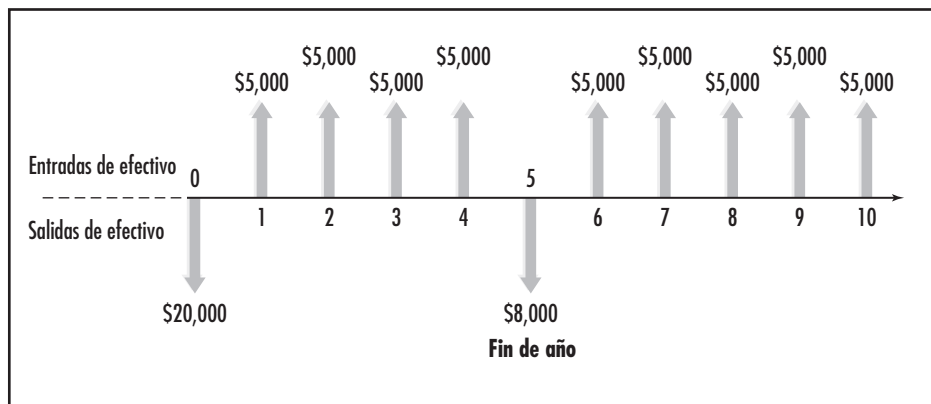 $5,000 $5,000 $5,000 $5,000 $5,000 $5,000 $5,000 $5,000 $5,000
Entradas de efectivo 0 5
Salidas de efectivo 1 2 3 4 6 7 8 9 10
$20,000 $8,000
Fin de año